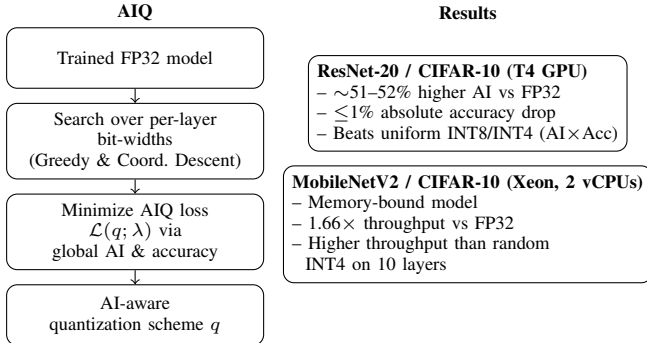 AIQ
Trained FP32 model
Search over per-layer
bit-widths
(Greedy & Coord. Descent)
Minimize AIQ loss
ℒ(q; λ) via
global AI & accuracy
AI-aware
quantization scheme q
Results
ResNet-20 / CIFAR-10 (T4 GPU)
– ∼51–52% higher AI vs FP32
– ≤1% absolute accuracy drop
– Beats uniform INT8/INT4 (AI×Acc)
MobileNetV2 / CIFAR-10 (Xeon, 2 vCPUs)
– Memory-bound model
– 1.66× throughput vs FP32
– Higher throughput than random
INT4 on 10 layers